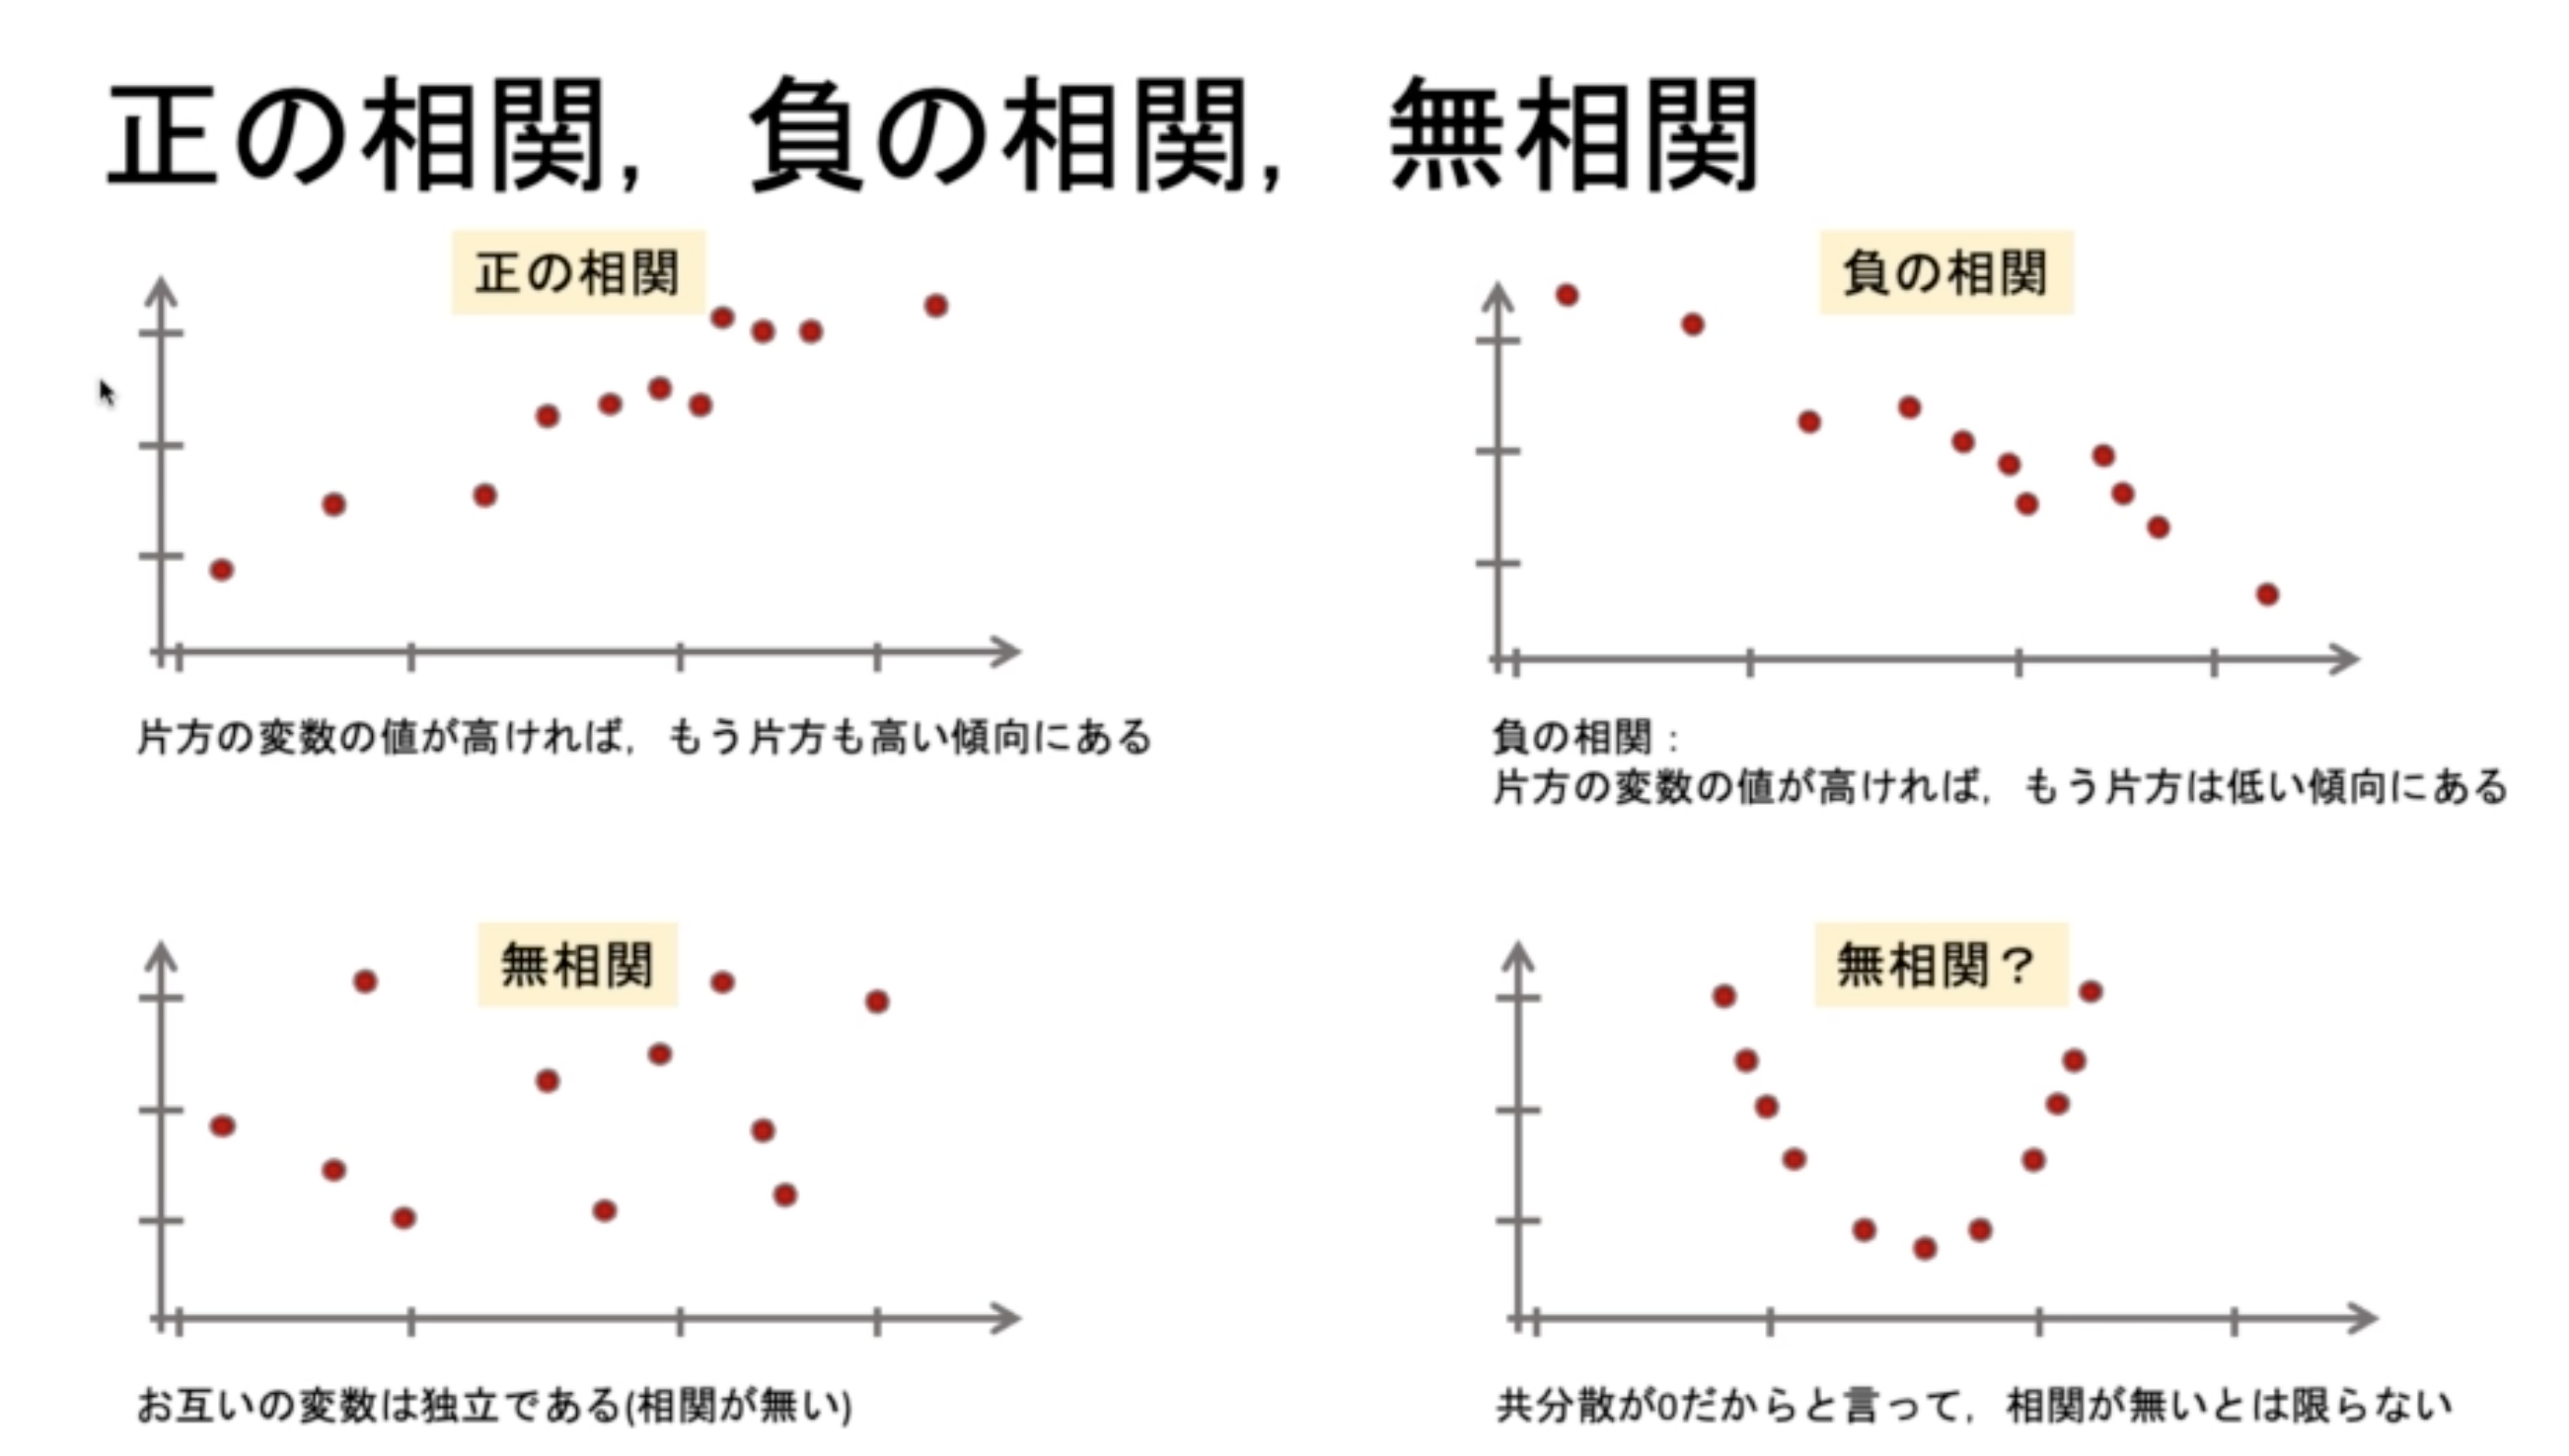 正の相関，負の相関，無相関
正の相関
片方の変数の値が高ければ，もう片方も高い傾向にある
負の相関
負の相関：
片方の変数の値が高ければ，もう片方は低い傾向にある
無相関
お互いの変数は独立である(相関が無い)
無相関？
共分散が0だからと言って，相関が無いとは限らない